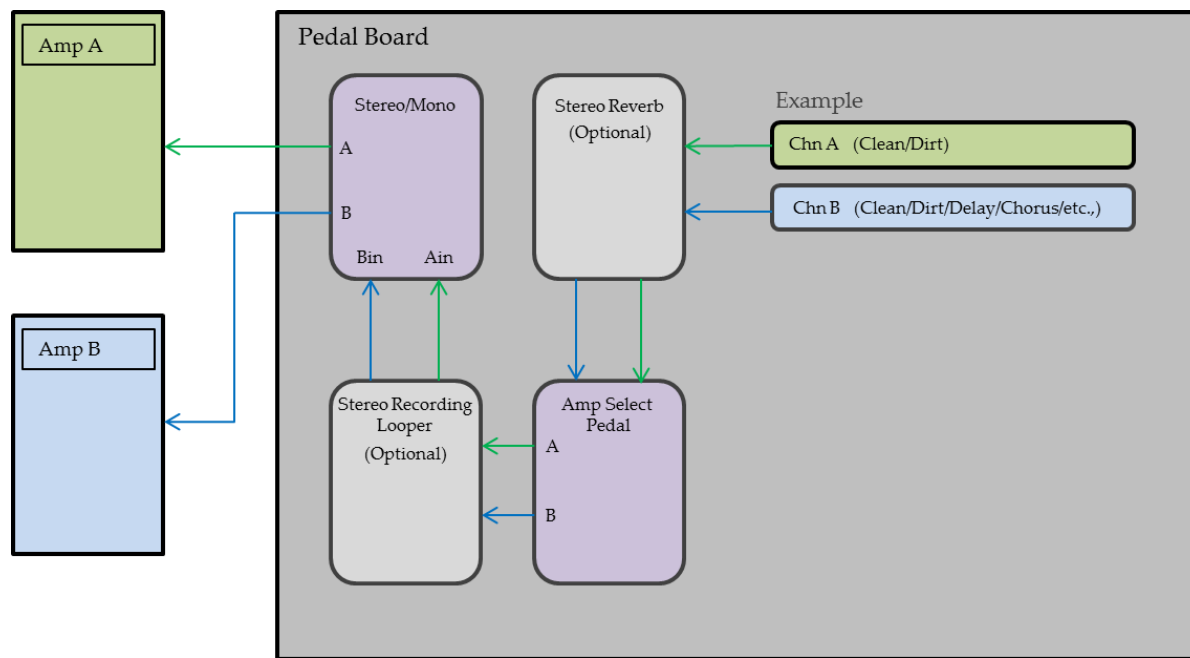 Amp A
Pedal Board
Stereo/Mono
A
B
Bin Ain
Stereo Reverb
(Optional)
Example
Chn A (Clean/Dirt)
Chn B (Clean/Dirt/Delay/Chorus/etc.,)
Amp B
Stereo Recording
Looper
(Optional)
Amp Select
Pedal
A
B